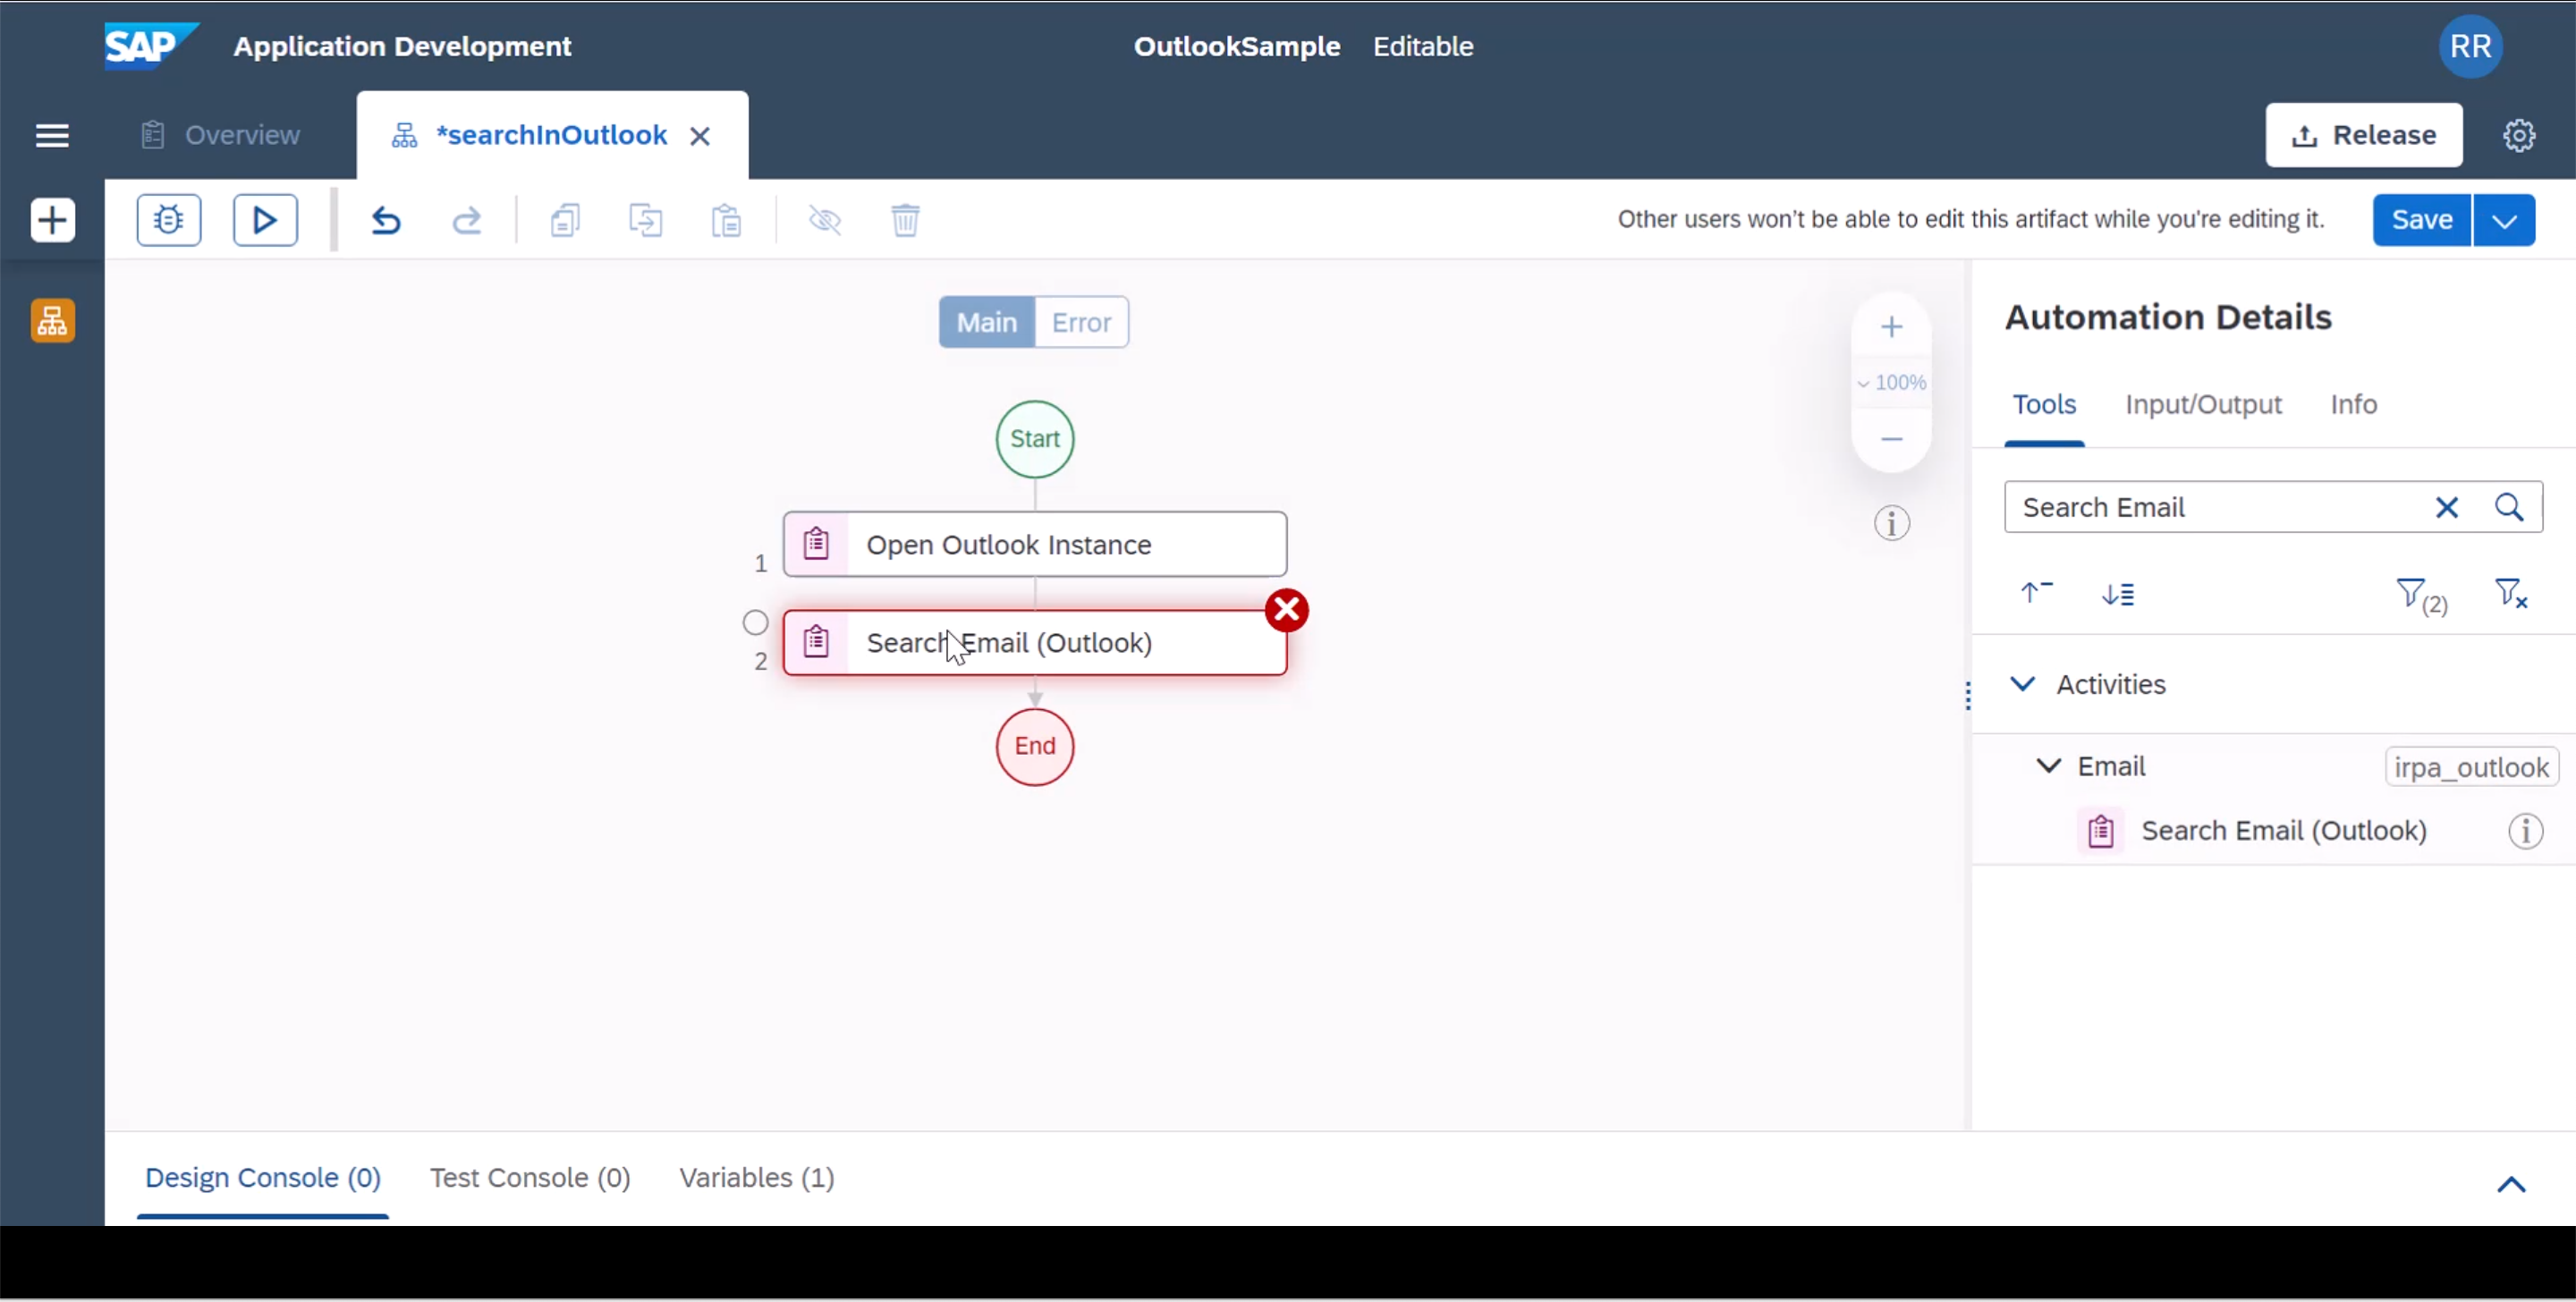 SAP Application Development OutlookSample Editable RR
Overview *searchInOutlook Release
Other users won't be able to edit this artifact while you're editing it. Save
Main Error
100%
Start
1 Open Outlook Instance
2 Search Email (Outlook)
End
Automation Details
Tools Input/Output Info
Search Email
(2)
Activities
Email irpa_outlook
Search Email (Outlook)
Design Console (0) Test Console (0) Variables (1)